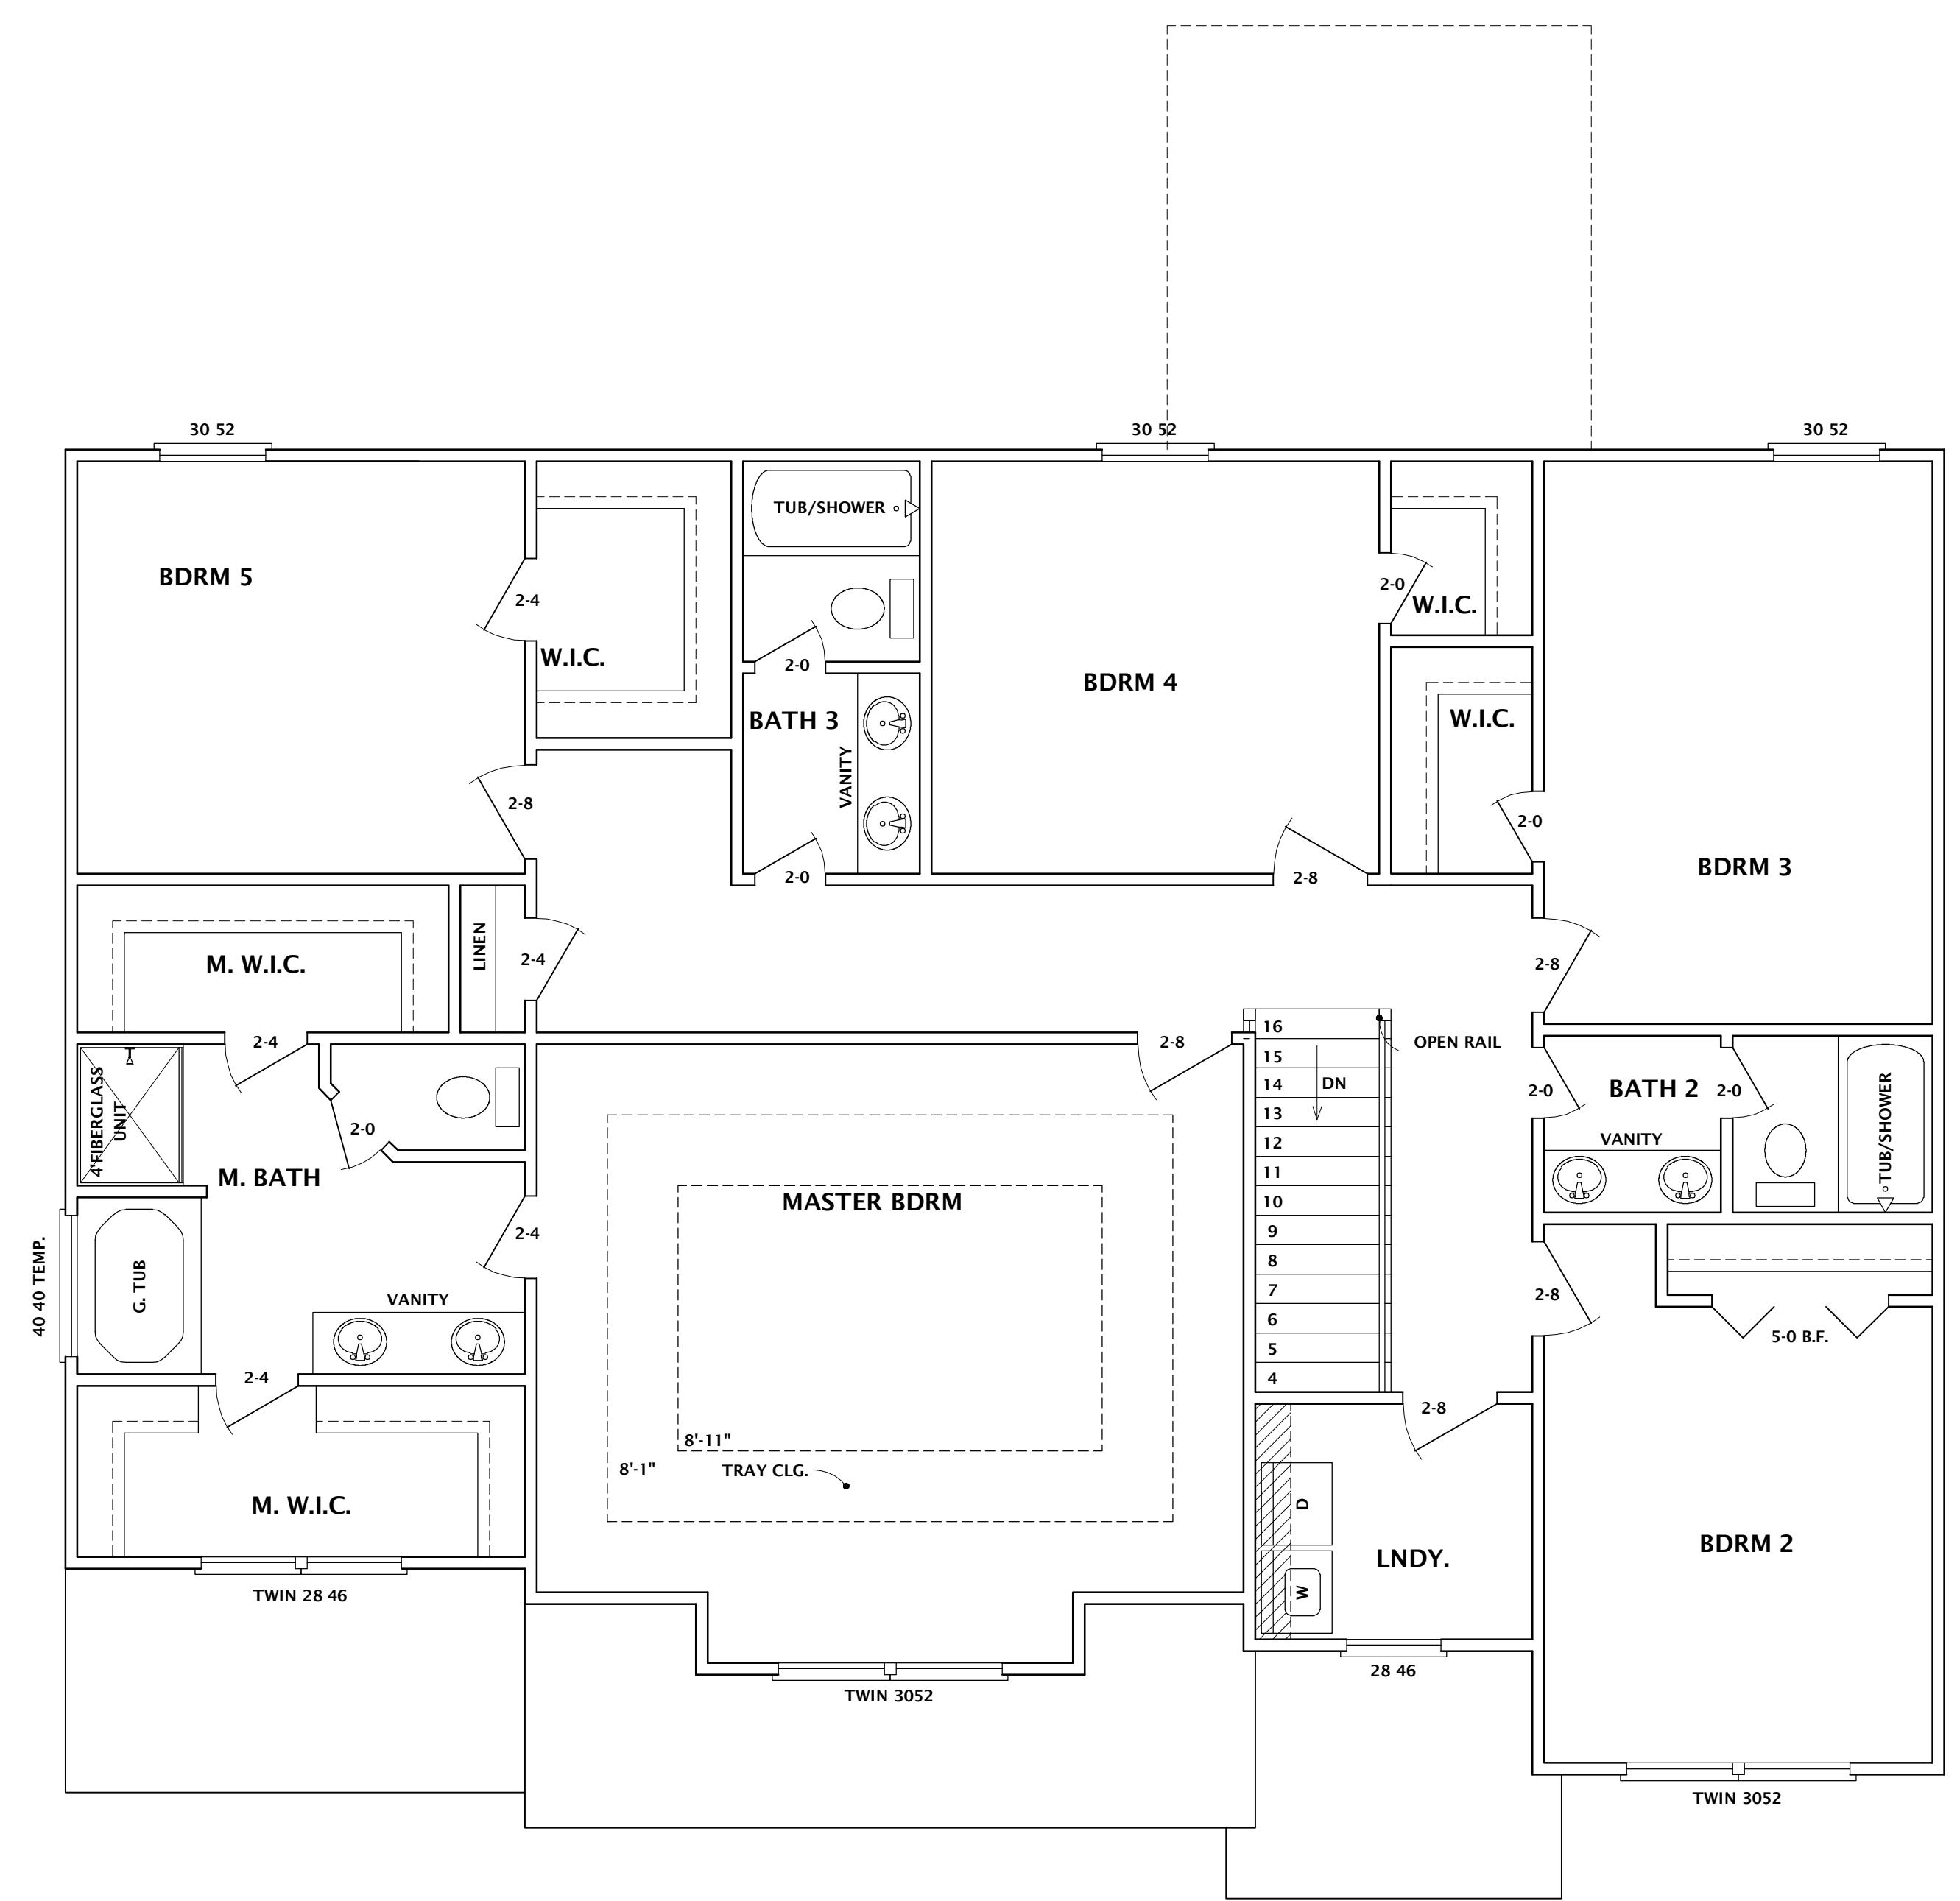 30 52
30 52
30 52
TUB/SHOWER
BDRM 5
2-4
2-0
W.I.C.
W.I.C.
2-0
BDRM 4
BATH 3
W.I.C.
VANITY
2-8
2-0
BDRM 3
2-0
2-8
LINEN
M. W.I.C.
2-4
2-8
16
2-4
2-8
OPEN RAIL
15
14
DN
4'FIBERGLASS
UNIT
2-0
BATH 2
2-0
13
2-0
TUB/SHOWER
12
VANITY
M. BATH
11
MASTER BDRM
10
2-4
9
40 40 TEMP.
G. TUB
8
7
2-8
VANITY
6
5-0 B.F.
5
2-4
4
2-8
8'-11"
8'-1"
TRAY CLG.
M. W.I.C.
D
BDRM 2
LNDY.
W
TWIN 28 46
28 46
TWIN 3052
TWIN 3052